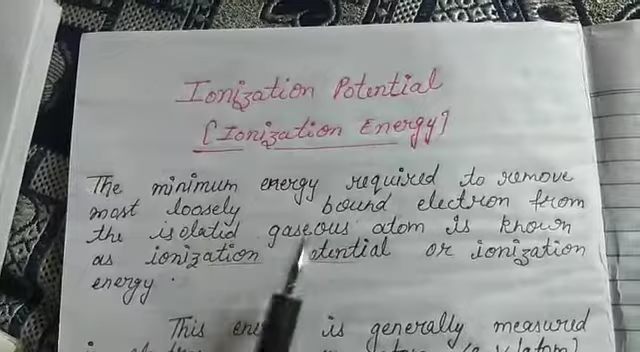 Ionization Potential
[Ionization Energy]
The minimum energy required to remove
most loosely bound electron from
the isolated gaseous atom is known
as ionization potential or ionization
energy.
This is generally measured